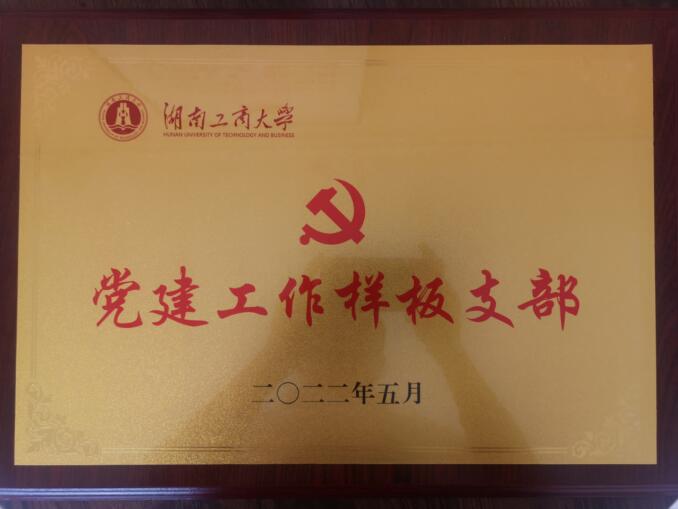 湖南工商大学
HUNAN UNIVERSITY OF TECHNOLOGY AND BUSINESS
党建工作样板支部
二〇二二年五月